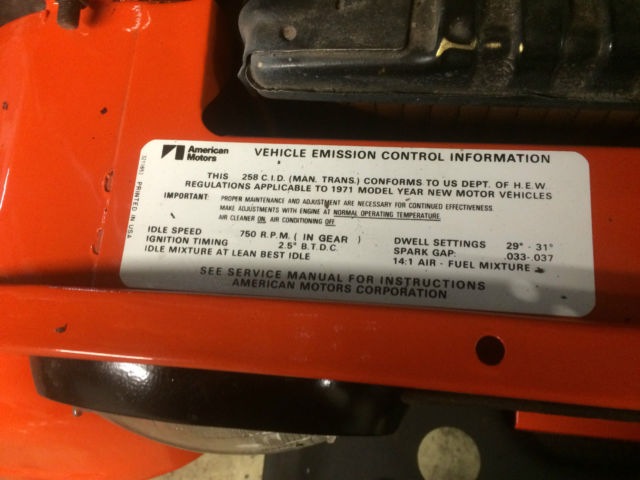 American
Motors
VEHICLE EMISSION CONTROL INFORMATION
THIS 258 C.I.D. (MAN. TRANS.) CONFORMS TO US DEPT. OF H.E.W.
REGULATIONS APPLICABLE TO 1971 MODEL YEAR NEW MOTOR VEHICLES
IMPORTANT: PROPER MAINTENANCE AND ADJUSTMENT ARE NECESSARY FOR CONTINUED EFFECTIVENESS.
MAKE ADJUSTMENTS WITH ENGINE AT NORMAL OPERATING TEMPERATURE.
AIR CLEANER ON, AIR CONDITIONING OFF
IDLE SPEED 750 R.P.M. ( IN GEAR ) DWELL SETTINGS 29° - 31°
IGNITION TIMING 2.5° B.T.D.C. SPARK GAP: .033-.037
IDLE MIXTURE AT LEAN BEST IDLE 14:1 AIR - FUEL MIXTURE
SEE SERVICE MANUAL FOR INSTRUCTIONS
AMERICAN MOTORS CORPORATION
PRINTED IN USA